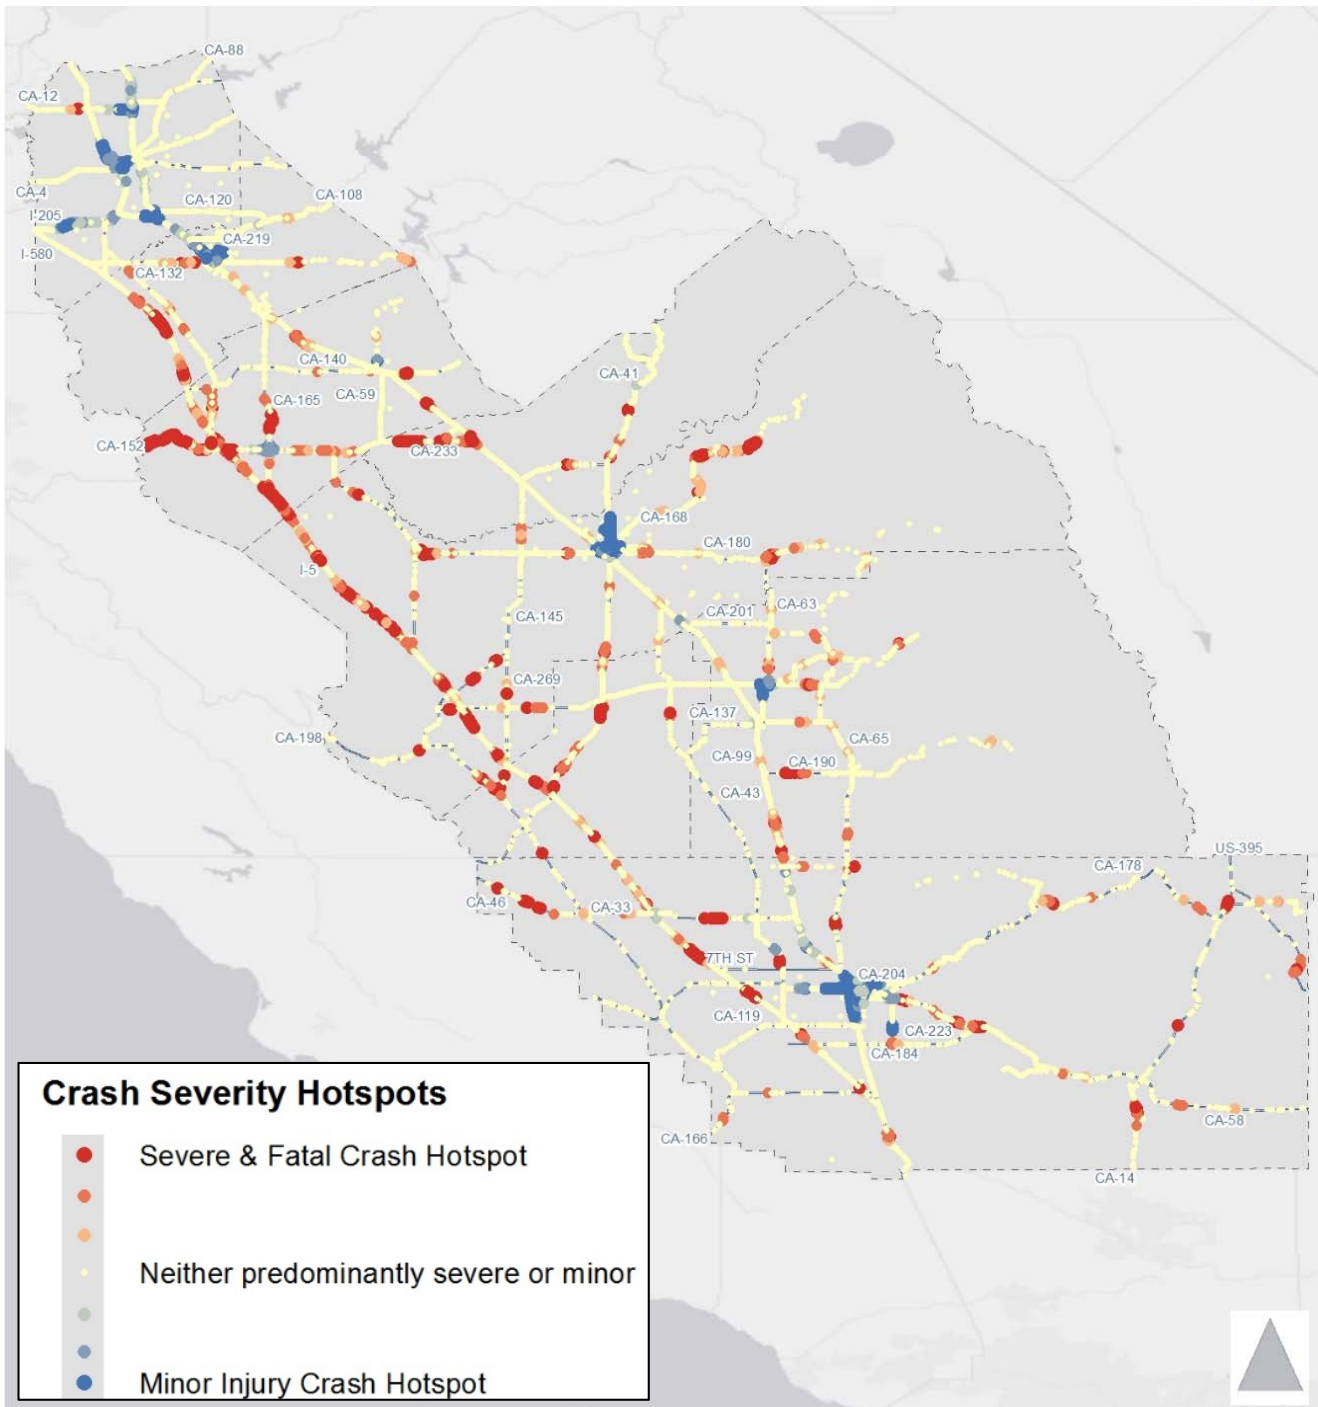 CA-88
CA-12
CA-4
CA-120
CA-108
I-205
CA-219
I-580
CA-132
CA-140
CA-41
CA-59
CA-165
CA-152
CA-233
CA-168
CA-180
I-5
CA-145
CA-201
CA-63
CA-269
CA-137
CA-198
CA-99
CA-65
CA-190
CA-43
US-395
CA-178
CA-46
CA-33
7TH ST
CA-204
CA-119
CA-223
CA-184
CA-58
CA-166
CA-14
Crash Severity Hotspots
Severe & Fatal Crash Hotspot
Neither predominantly severe or minor
Minor Injury Crash Hotspot